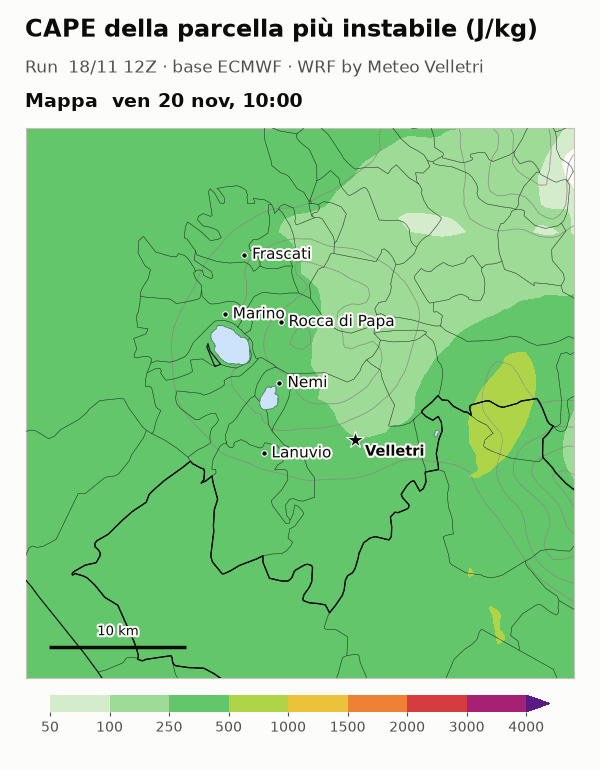 CAPE della parcella più instabile (J/kg)
Run  18/11 12Z · base ECMWF · WRF by Meteo Velletri
Mappa  ven 20 nov, 10:00
Frascati
Marino
Rocca di Papa
Nemi
Velletri
Lanuvio
10 km
50 100 250 500 1000 1500 2000 3000 4000